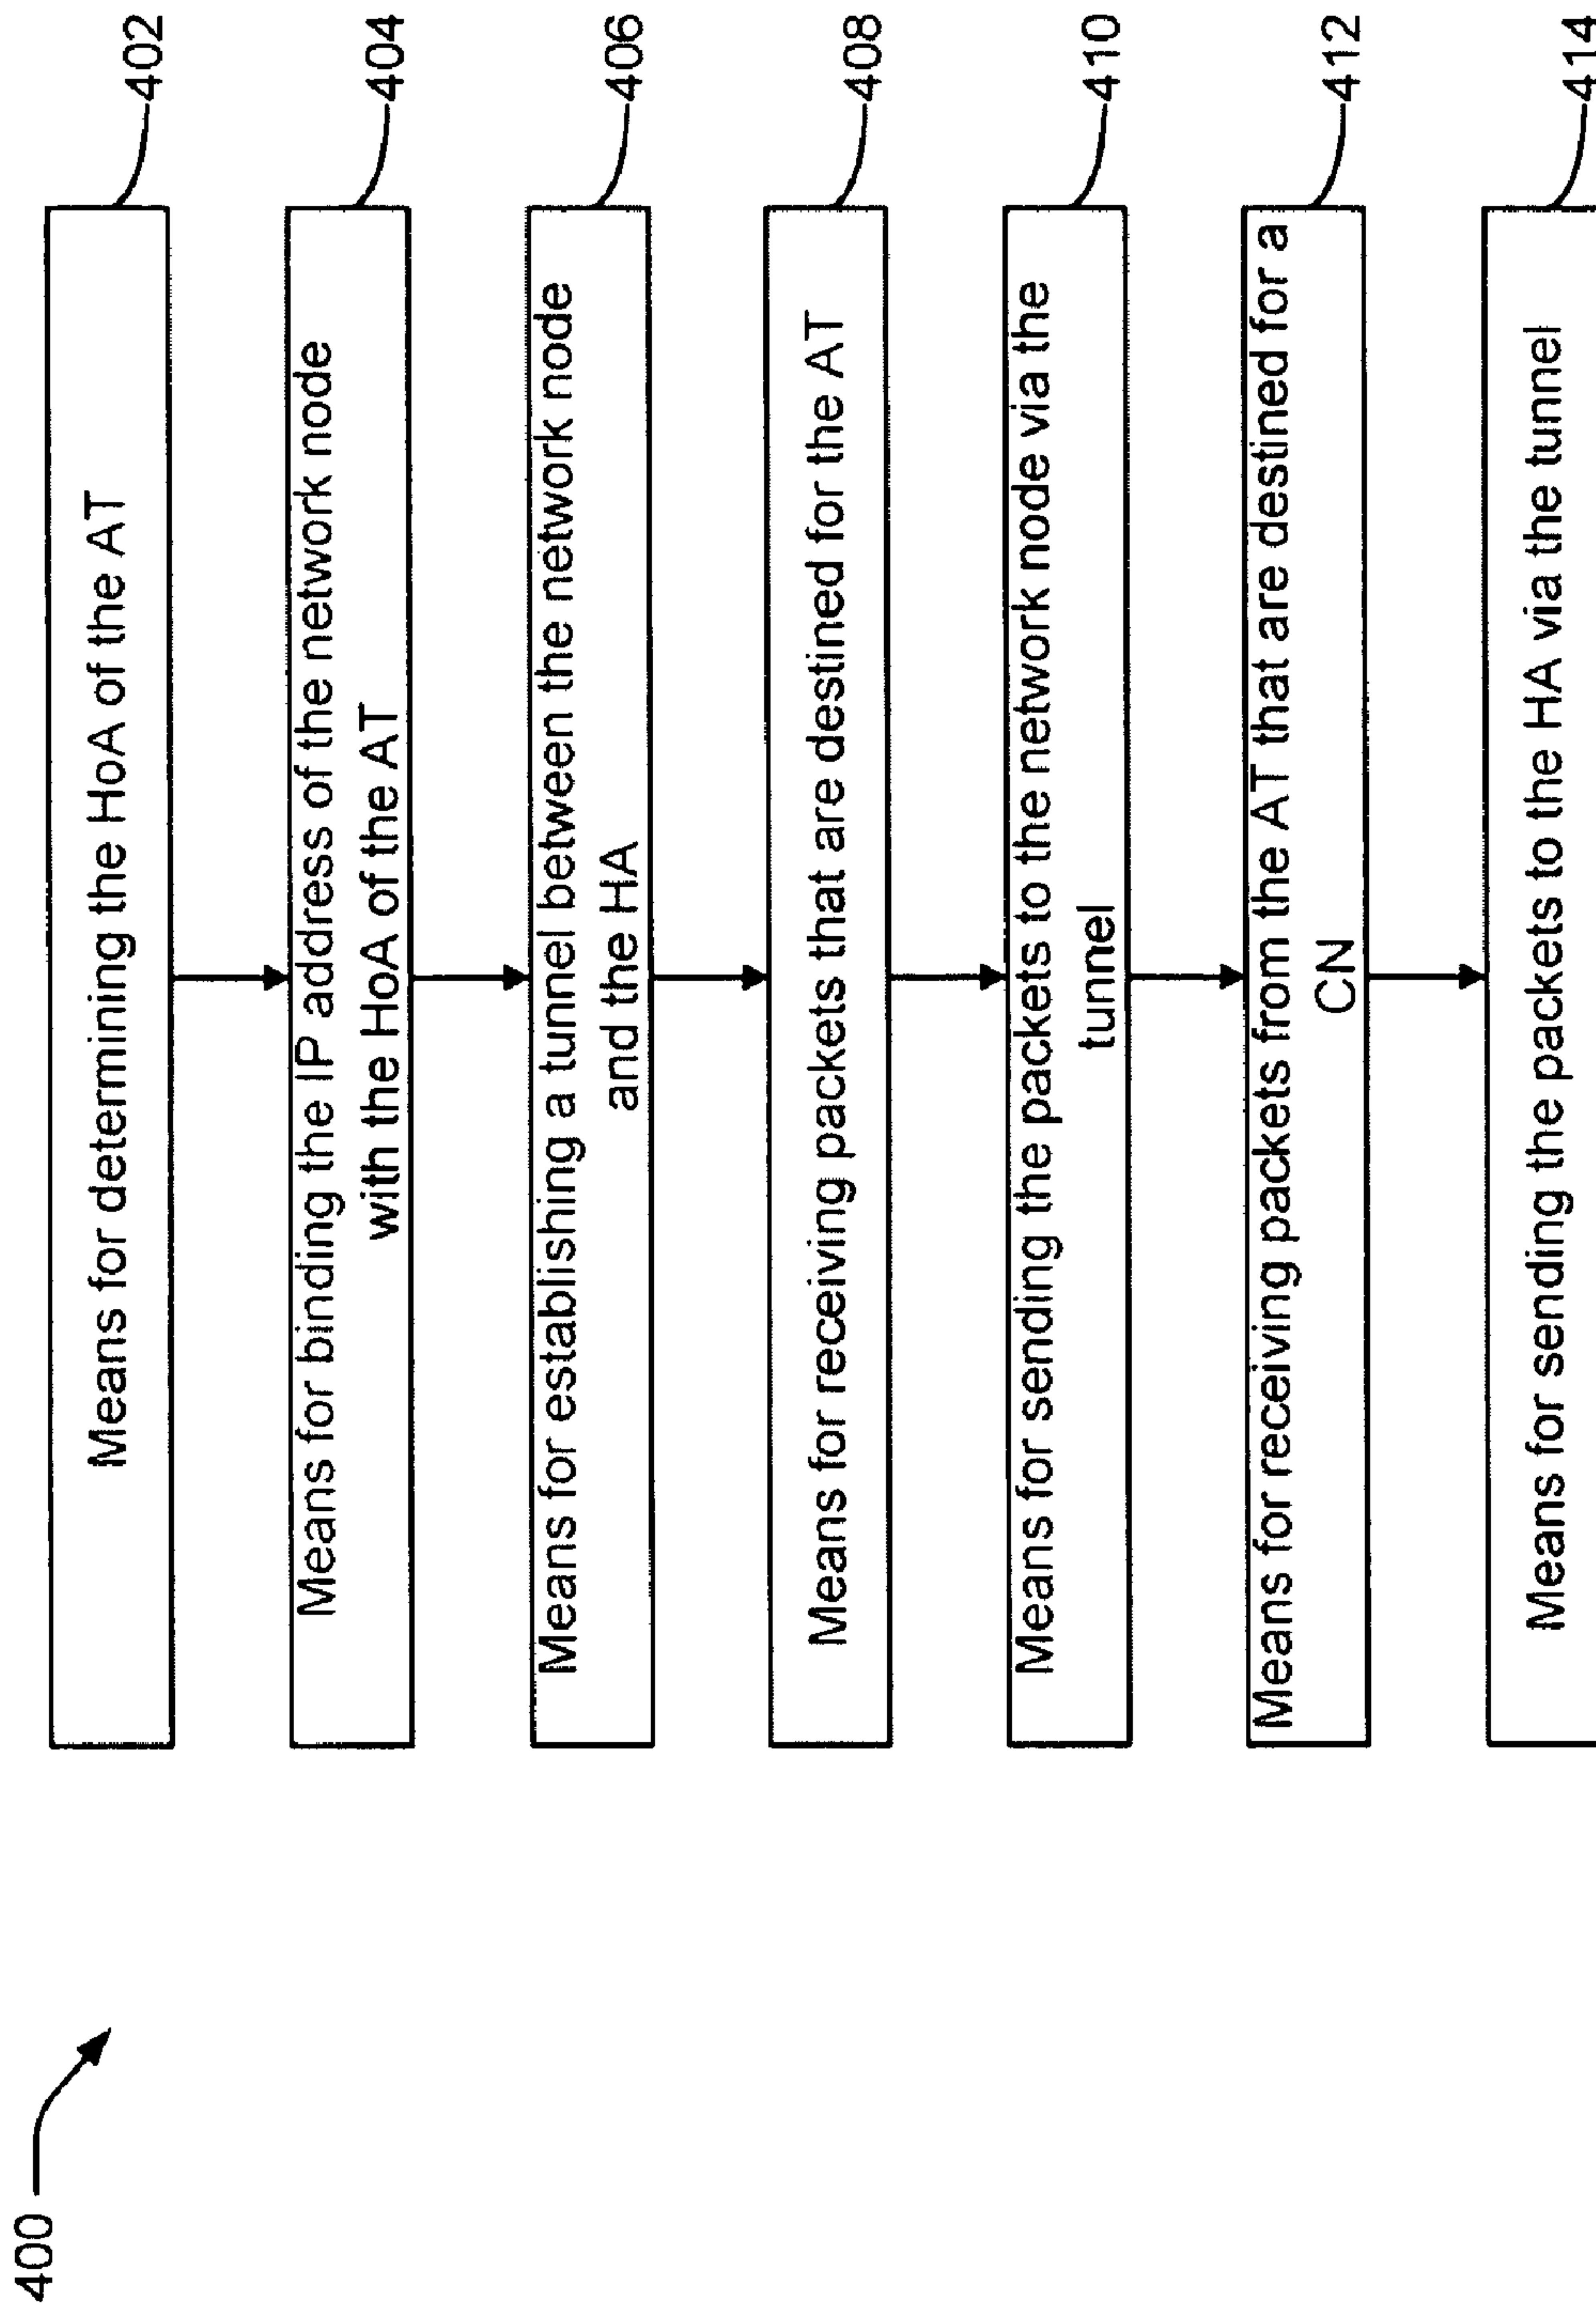 400
Means for determining the HoA of the AT
402
Means for binding the IP address of the network node
with the HoA of the AT
404
Means for establishing a tunnel between the network node
and the HA
406
Means for receiving packets that are destined for the AT
408
Means for sending the packets to the network node via the
tunnel
410
Means for receiving packets from the AT that are destined for a
CN
412
Means for sending the packets to the HA via the tunnel
414